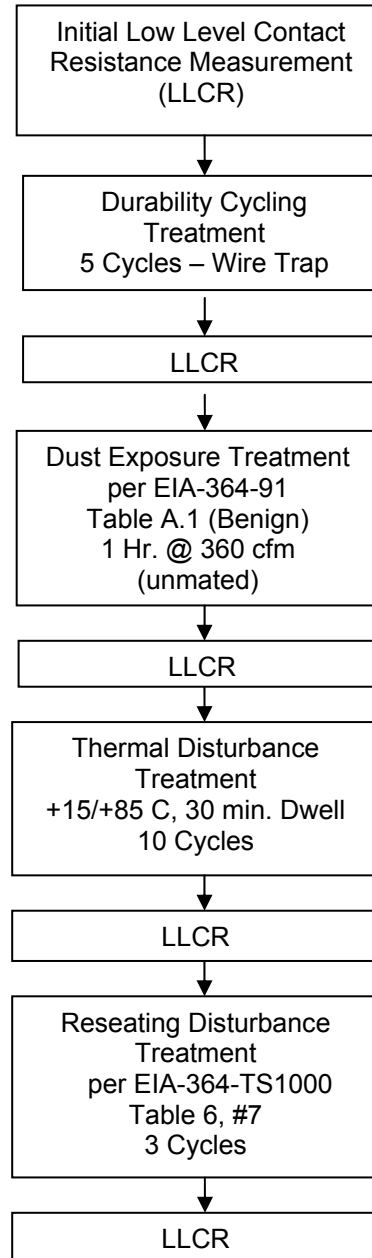 Initial Low Level Contact
Resistance Measurement
(LLCR)
Durability Cycling
Treatment
5 Cycles – Wire Trap
LLCR
Dust Exposure Treatment
per EIA-364-91
Table A.1 (Benign)
1 Hr. @ 360 cfm
(unmated)
LLCR
Thermal Disturbance
Treatment
+15/+85 C, 30 min. Dwell
10 Cycles
LLCR
Reseating Disturbance
Treatment
per EIA-364-TS1000
Table 6, #7
3 Cycles
LLCR